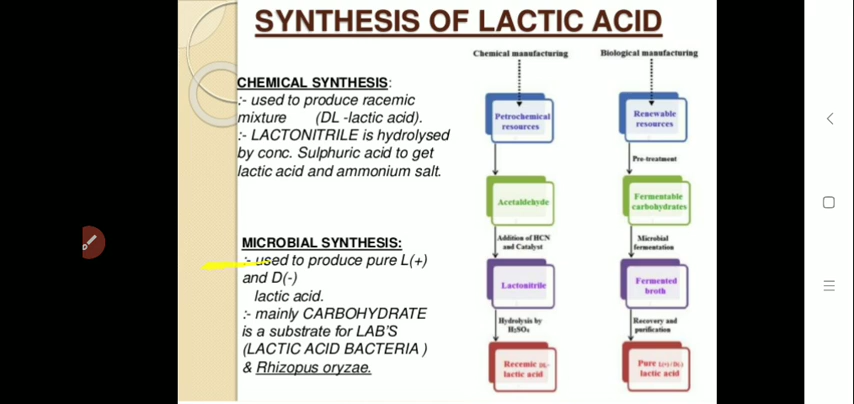 SYNTHESIS OF LACTIC ACID
CHEMICAL SYNTHESIS:
:- used to produce racemic
mixture (DL -lactic acid).
:- LACTONITRILE is hydrolysed
by conc. Sulphuric acid to get
lactic acid and ammonium salt.
MICROBIAL SYNTHESIS:
:- used to produce pure L(+)
and D(-)
lactic acid.
:- mainly CARBOHYDRATE
is a substrate for LAB'S
(LACTIC ACID BACTERIA )
& Rhizopus oryzae.
Chemical manufacturing
Petrochemical
resources
Acetaldehyde
Addition of HCN
and Catalyst
Lactonitrile
Hydrolysis by
H₂SO₄
Recemic DL-
lactic acid
Biological manufacturing
Renewable
resources
Pre-treatment
Fermentable
carbohydrates
Microbial
fermentation
Fermented
broth
Recovery and
purification
Pure
lactic acid